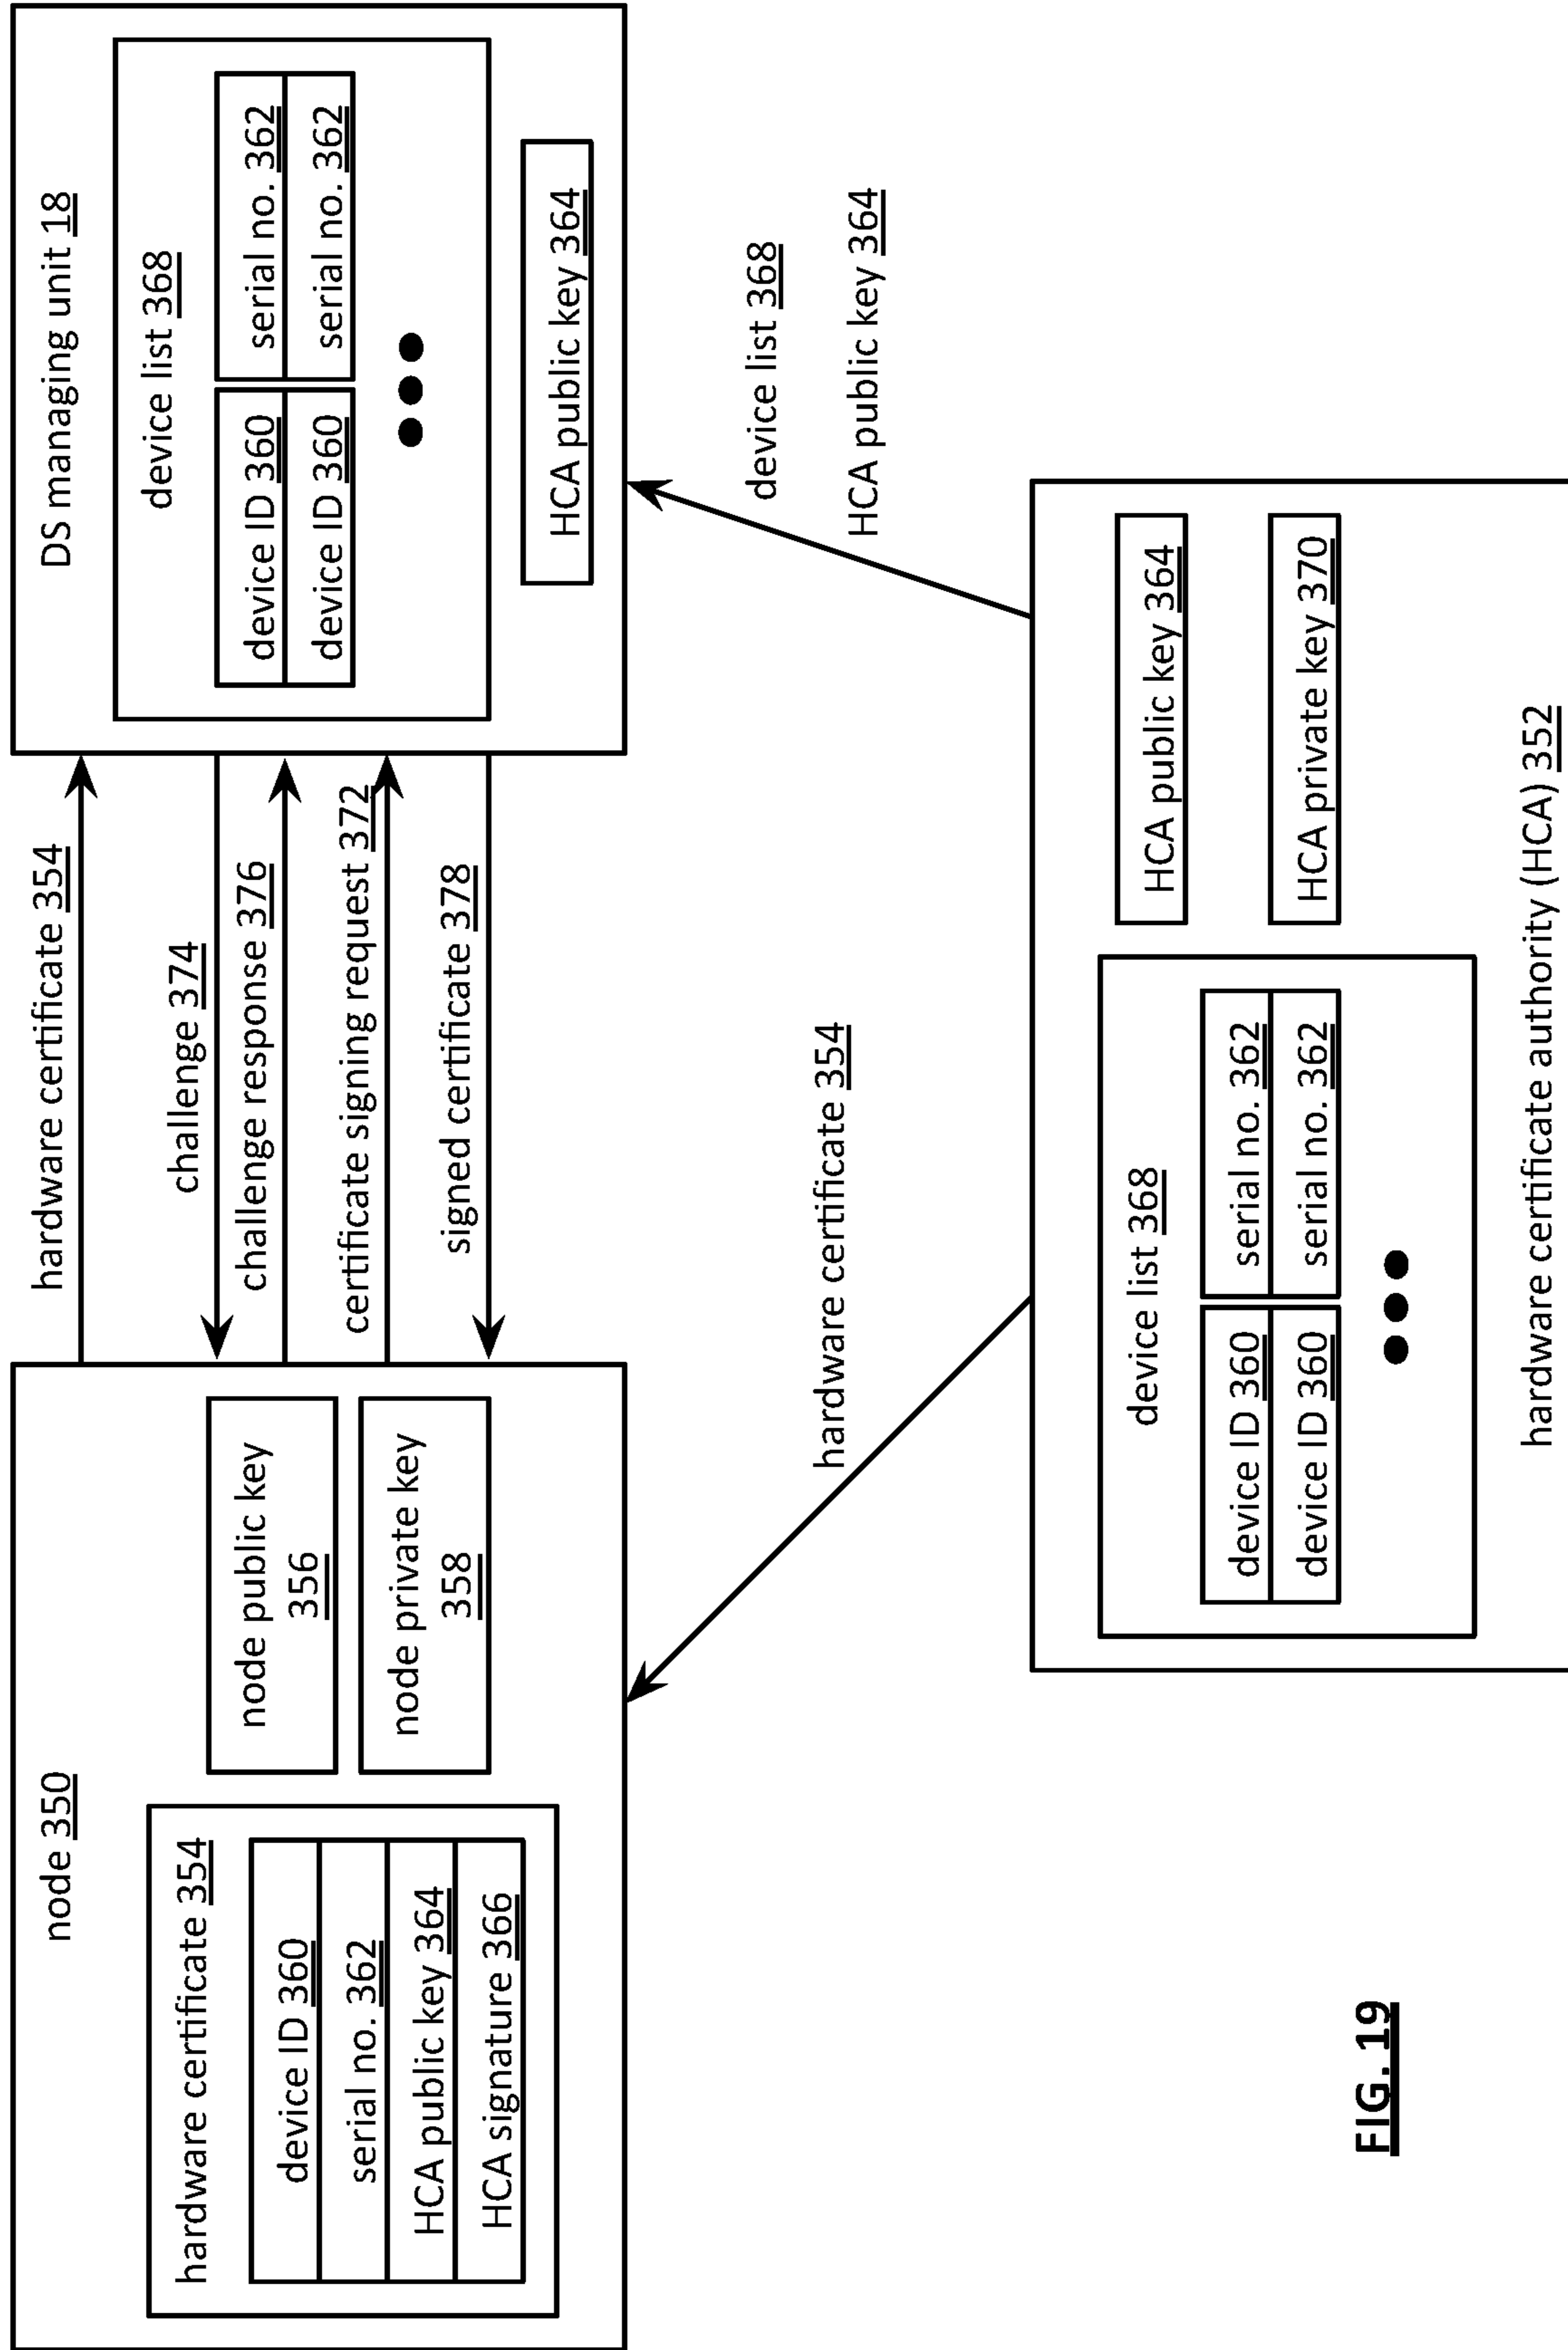 node 350
hardware certificate 354
device ID 360
serial no. 362
HCA public key 364
HCA signature 366
node public key
356
node private key
358
hardware certificate 354
challenge 374
challenge response 376
certificate signing request 372
signed certificate 378
DS managing unit 18
device list 368
device ID 360 serial no. 362
device ID 360 serial no. 362
HCA public key 364
hardware certificate 354
device list 368
HCA public key 364
device list 368
device ID 360 serial no. 362
device ID 360 serial no. 362
HCA public key 364
HCA private key 370
hardware certificate authority (HCA) 352
FIG. 19